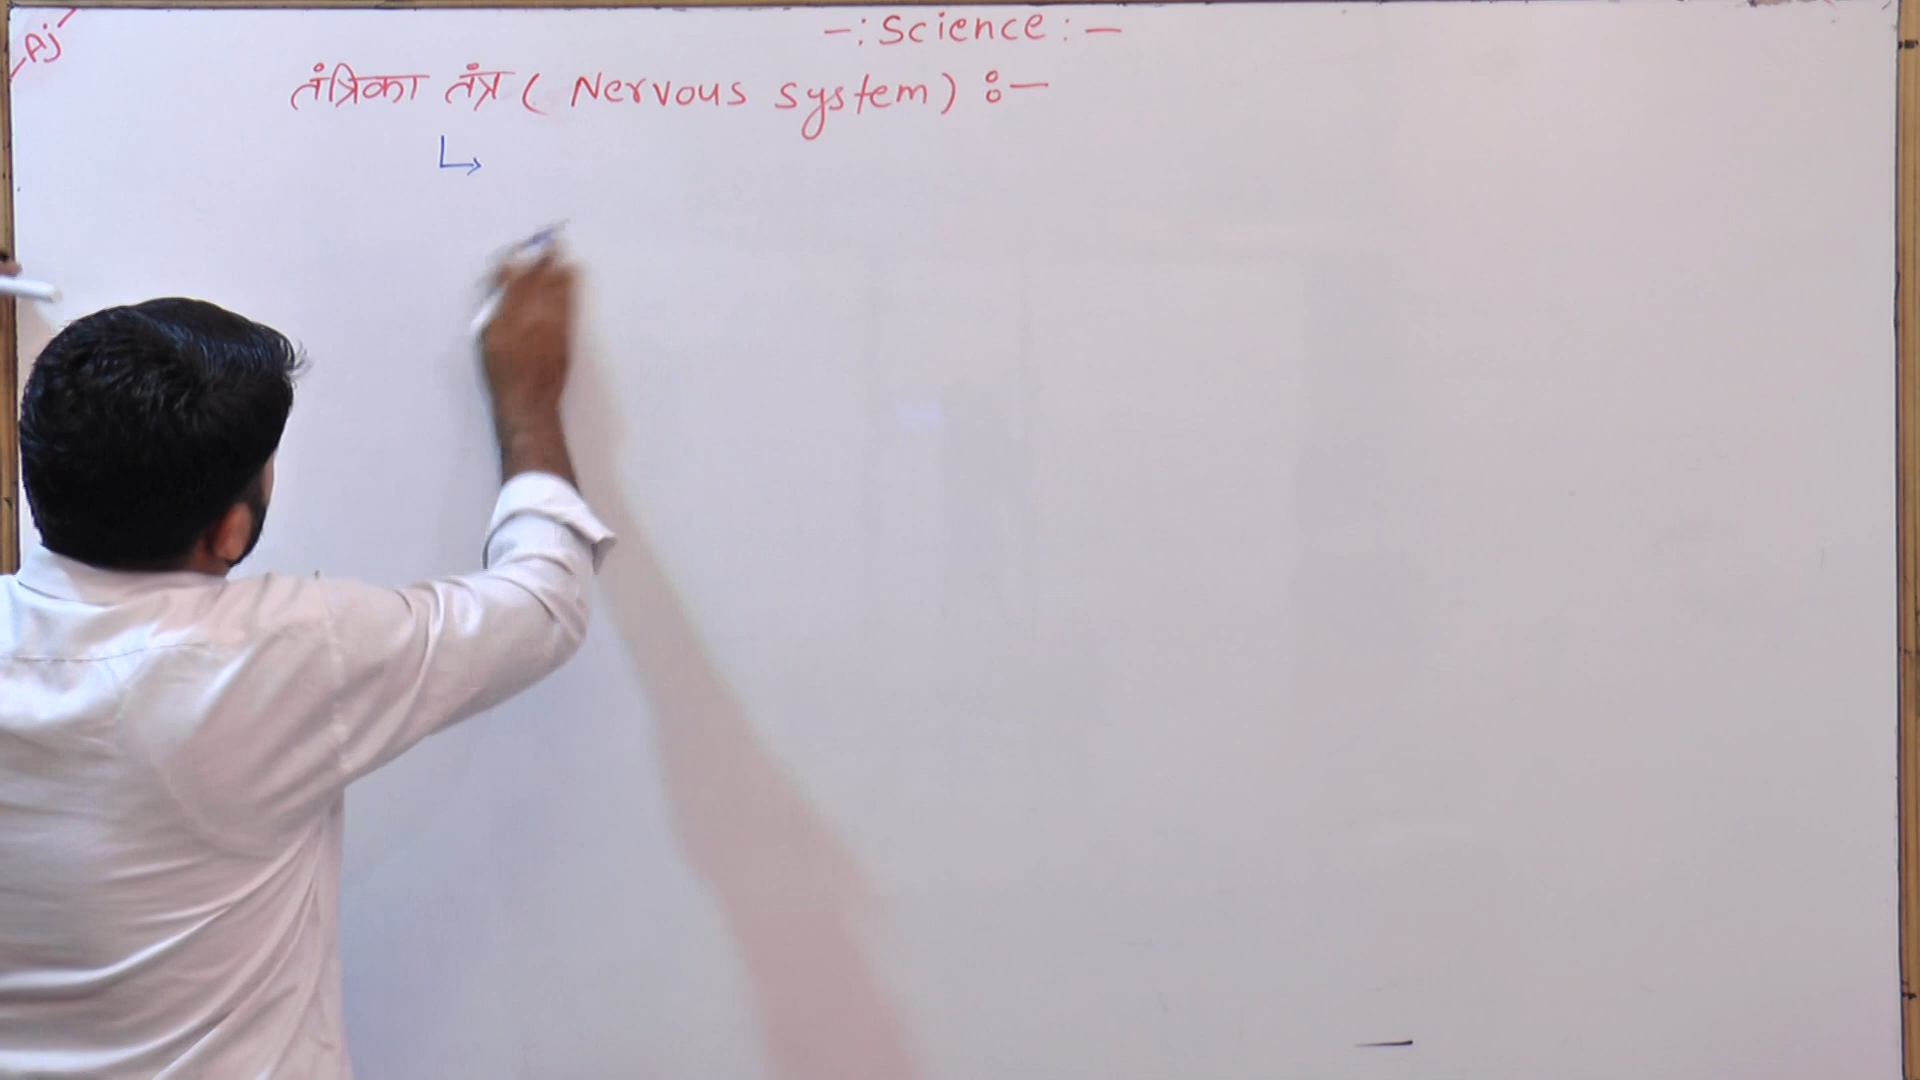 Aj
-: Science :-
तंत्रिका तंत्र ( Nervous system) :-